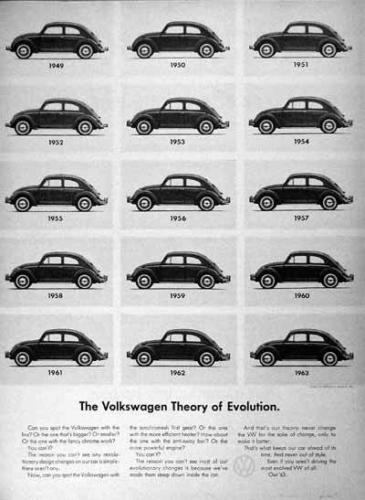 1949 1950 1951
1952 1953 1954
1955 1956 1957
1958 1959 1960
1961 1962 1963
The Volkswagen Theory of Evolution.
Can you spot the Volkswagen with the
fins? Or the one that's bigger? Or smaller?
Or the one with the fancy chrome work?
You can't?
The reason you can't see any revolu-
tionary design changes on our car is simple:
there aren't any.
Now, can you spot the Volkswagen with
the synchromesh first gear? Or the one
with the more efficient heater? How about
the one with the anti-sway bar? Or the
more powerful engine?
You can't?
The reason you can't see most of our
evolutionary changes is because we've
made them deep down inside the car.
And that's our theory: never change
the VW for the sake of change, only to
make it better.
That's what keeps our car ahead of its
time. And never out of style.
Even if you aren't driving the
most evolved VW of all.
Our '63.